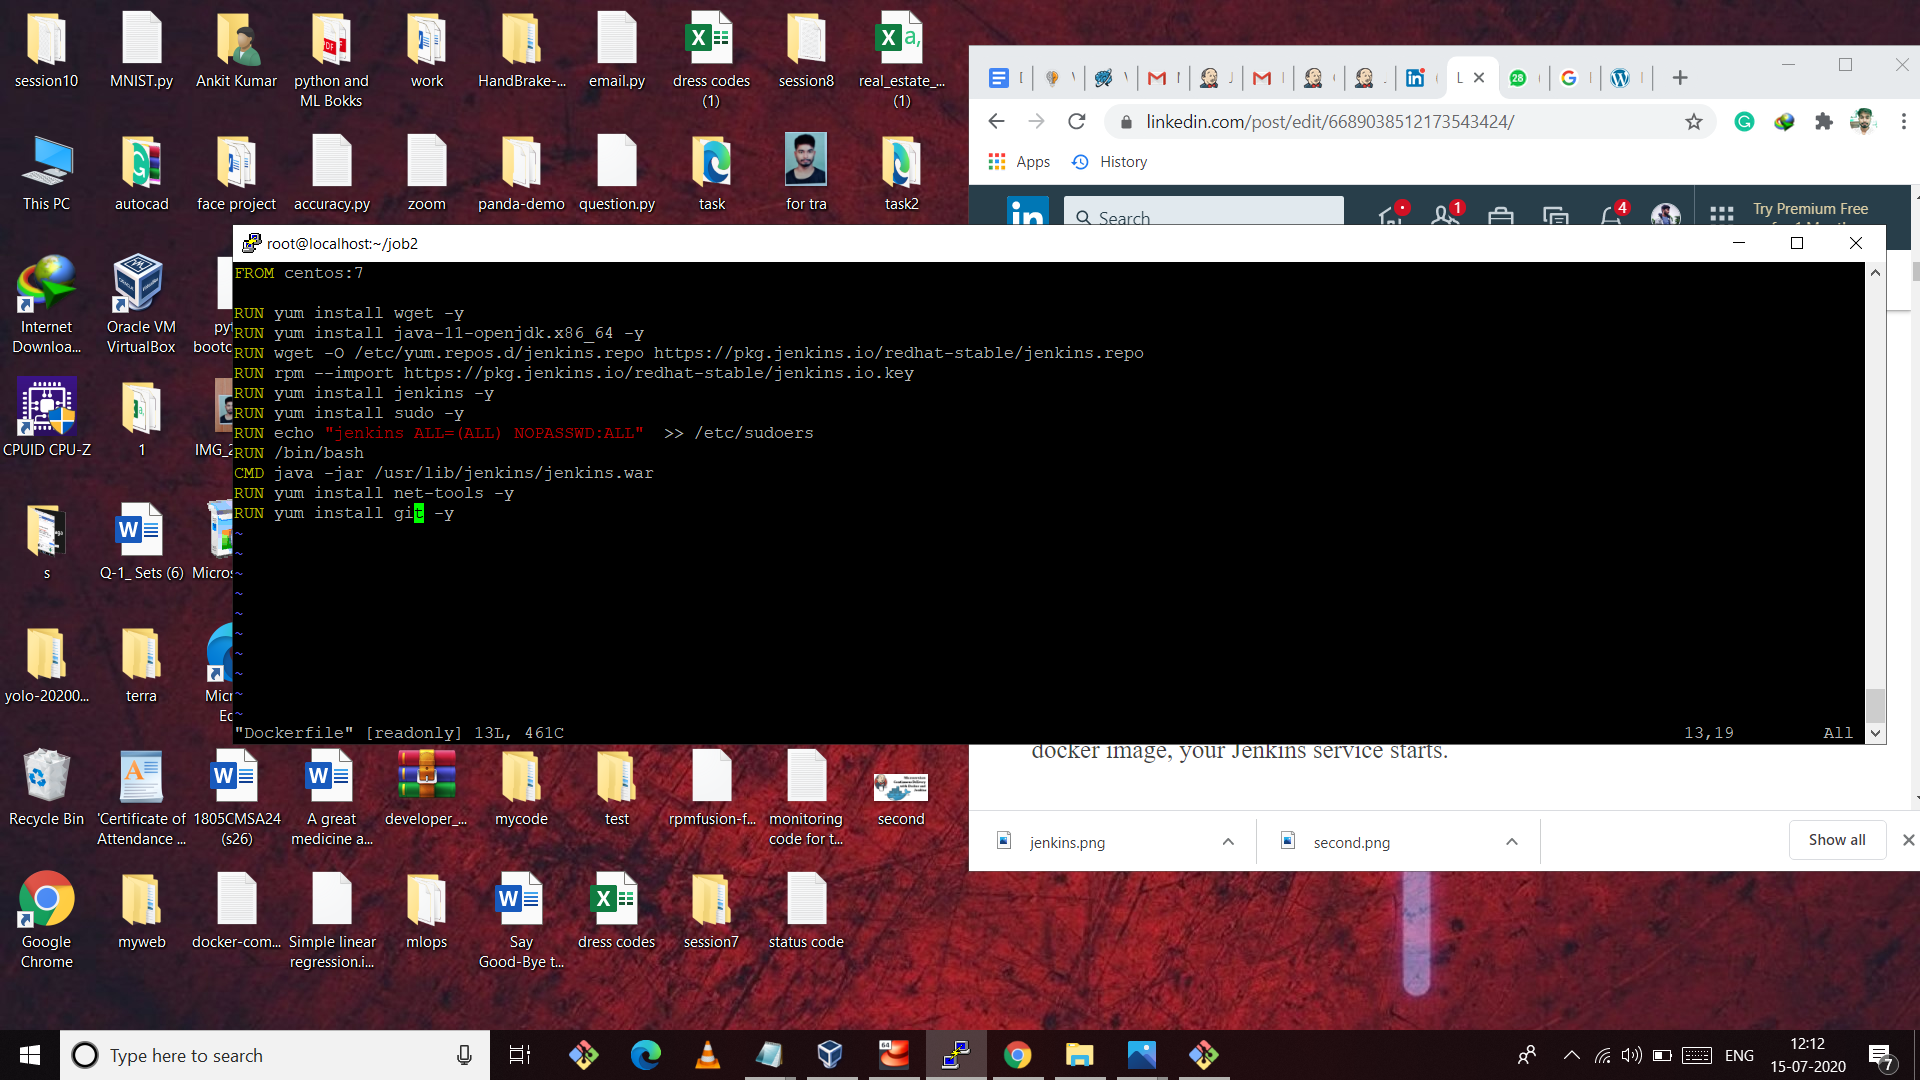 session10
MNIST.py
Ankit Kumar
python and
ML Bokks
work
HandBrake-...
email.py
dress codes
(1)
session8
real_estate_...
(1)
This PC
autocad
face project
accuracy.py
zoom
panda-demo
question.py
task
for tra
task2
linkedin.com/post/edit/6689038512173543424/
Apps
History
Search
1
4
Try Premium Free
root@localhost:~/job2
FROM centos:7
RUN yum install wget -y
RUN yum install java-11-openjdk.x86_64 -y
RUN wget -O /etc/yum.repos.d/jenkins.repo https://pkg.jenkins.io/redhat-stable/jenkins.repo
RUN rpm --import https://pkg.jenkins.io/redhat-stable/jenkins.io.key
RUN yum install jenkins -y
RUN yum install sudo -y
RUN echo "jenkins ALL=(ALL) NOPASSWD:ALL"  >> /etc/sudoers
RUN /bin/bash
CMD java -jar /usr/lib/jenkins/jenkins.war
RUN yum install net-tools -y
RUN yum install git -y
~
~
~
~
~
~
~
~
~
~
"Dockerfile" [readonly] 13L, 461C
13,19
All
Internet
Downloa...
Oracle VM
VirtualBox
CPUID CPU-Z
1
IMG_2
s
Q-1_ Sets (6)
Micros
yolo-20200...
terra
docker image, your Jenkins service starts.
Recycle Bin
'Certificate of
Attendance ...
1805CMSA24
(s26)
A great
medicine a...
developer_...
mycode
test
rpmfusion-f...
monitoring
code for t...
second
jenkins.png
second.png
Show all
Google
Chrome
myweb
docker-com...
Simple linear
regression.i...
mlops
Say
Good-Bye t...
dress codes
session7
status code
Type here to search
ENG
12:12
15-07-2020
7